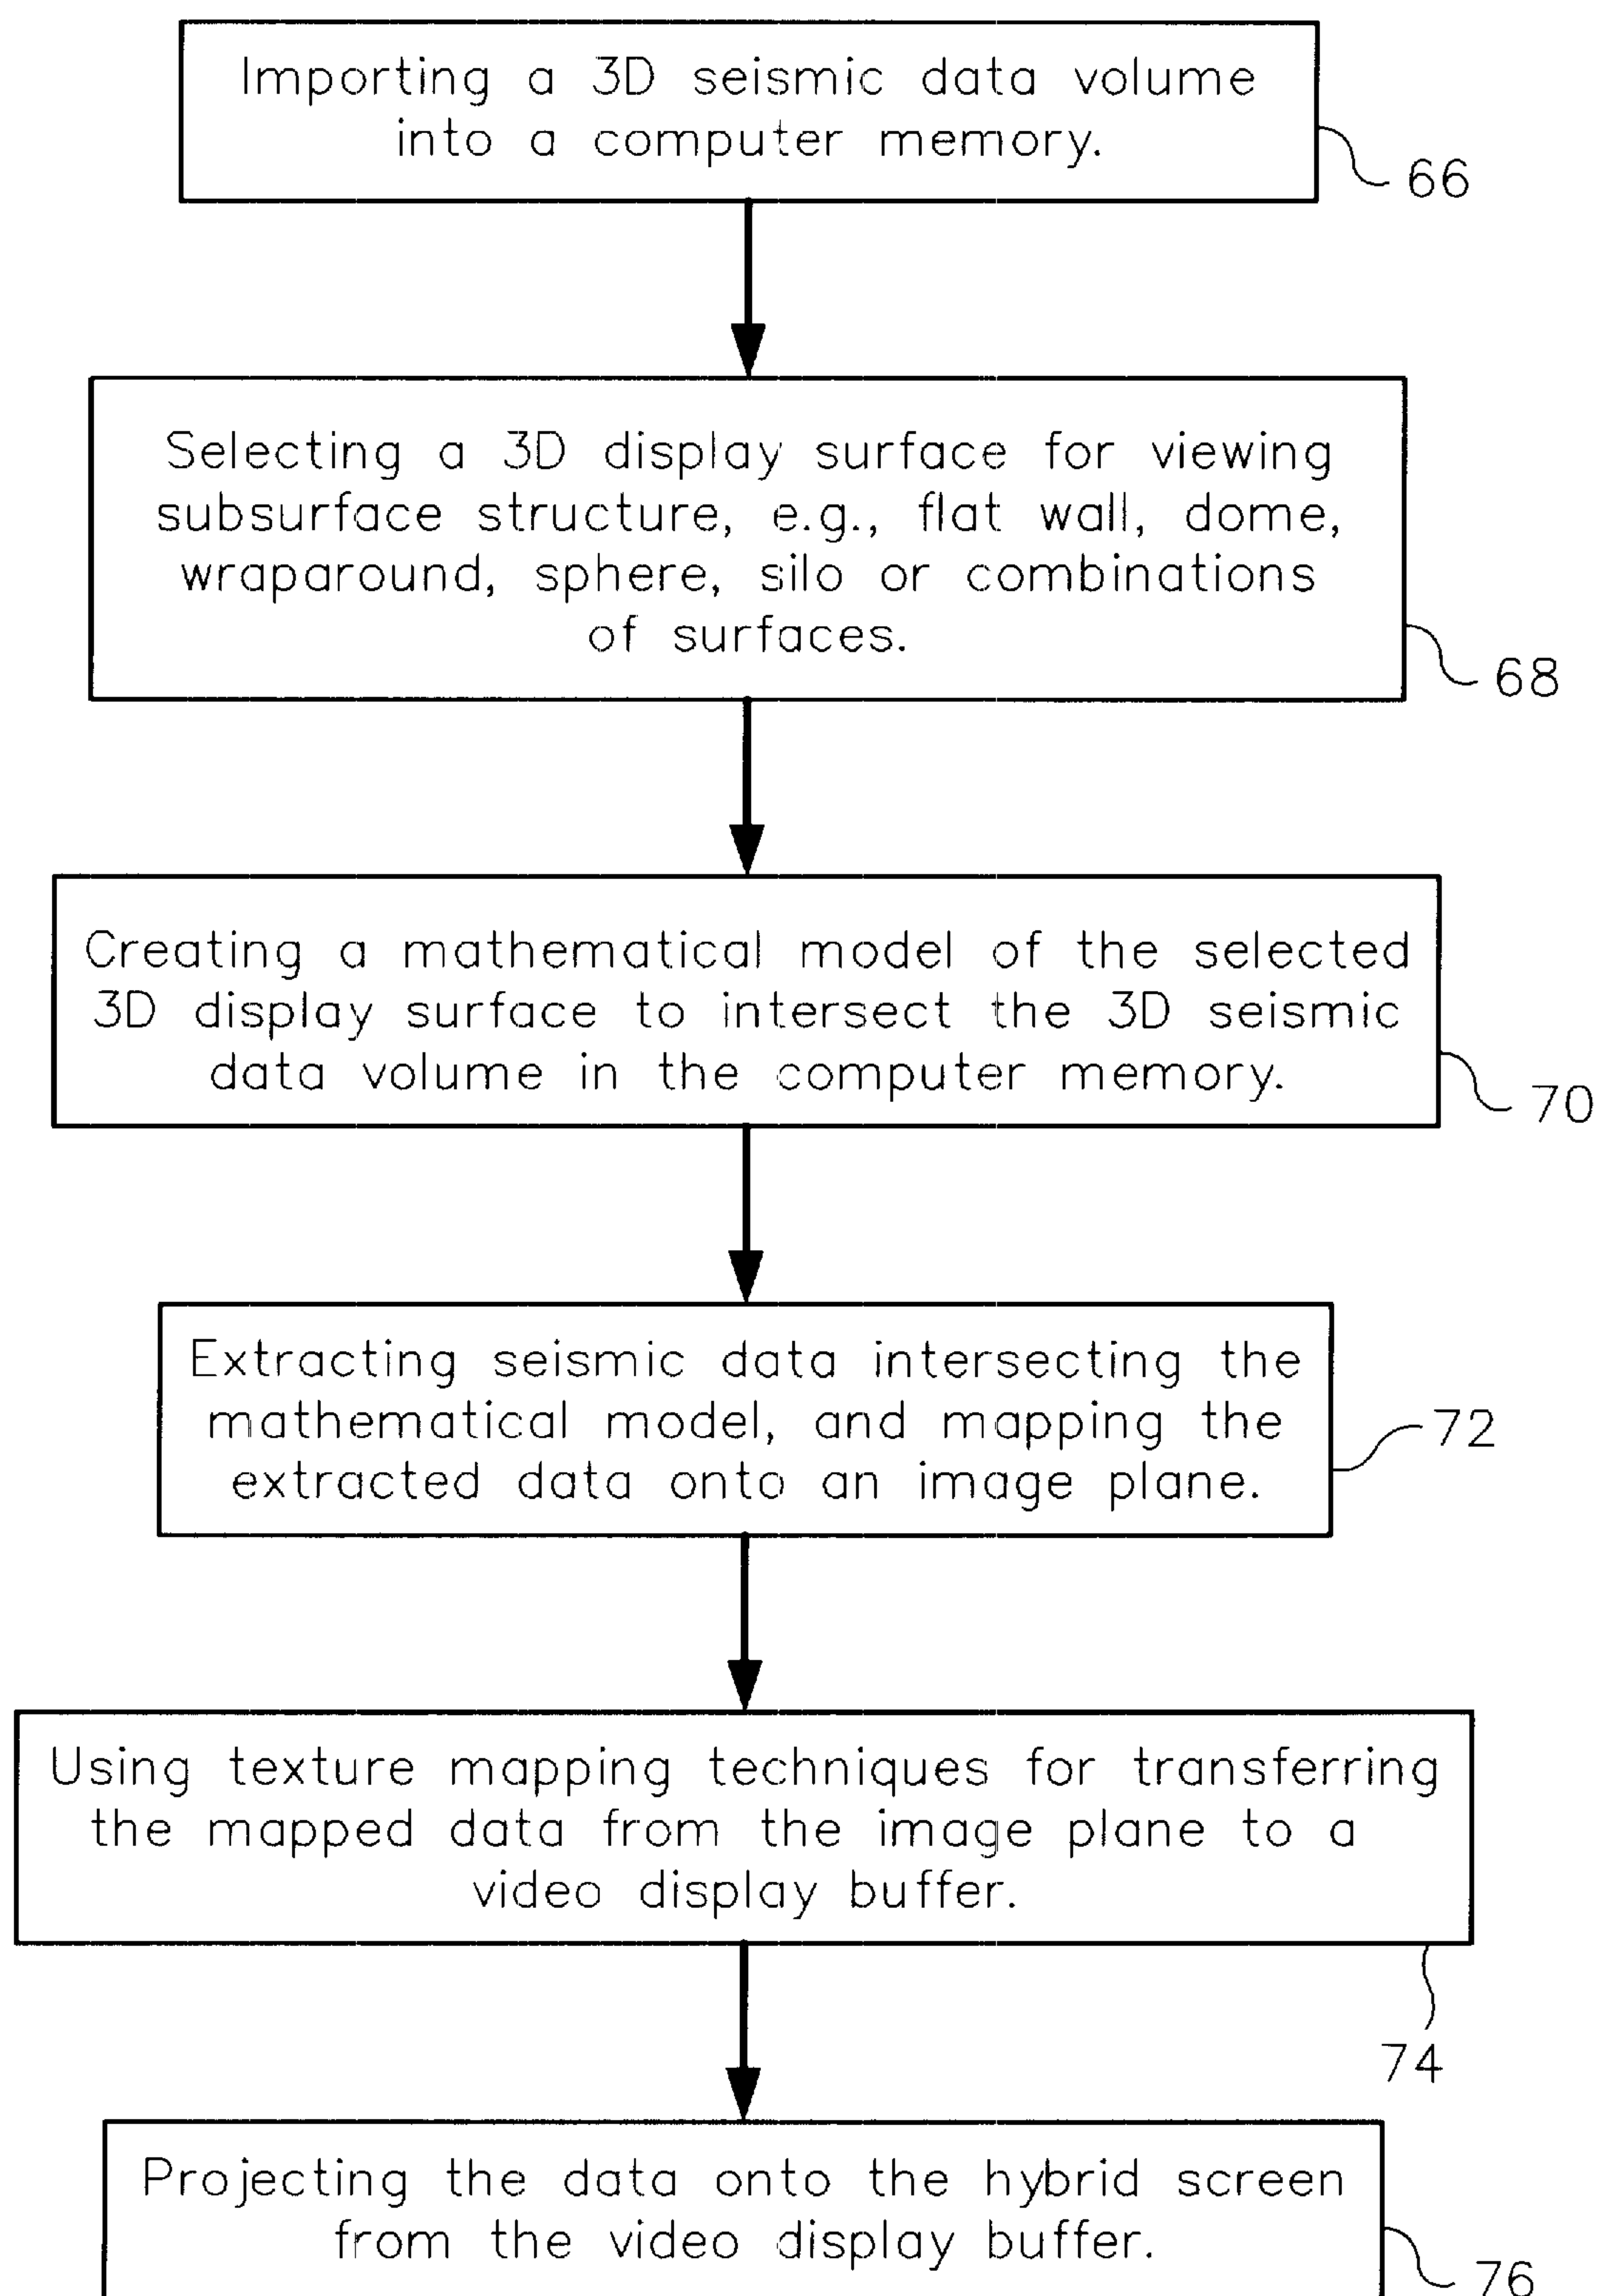 Importing a 3D seismic data volume
into a computer memory.
66
Selecting a 3D display surface for viewing
subsurface structure, e.g., flat wall, dome,
wraparound, sphere, silo or combinations
of surfaces.
68
Creating a mathematical model of the selected
3D display surface to intersect the 3D seismic
data volume in the computer memory.
70
Extracting seismic data intersecting the
mathematical model, and mapping the
extracted data onto an image plane.
72
Using texture mapping techniques for transferring
the mapped data from the image plane to a
video display buffer.
74
Projecting the data onto the hybrid screen
from the video display buffer.
76